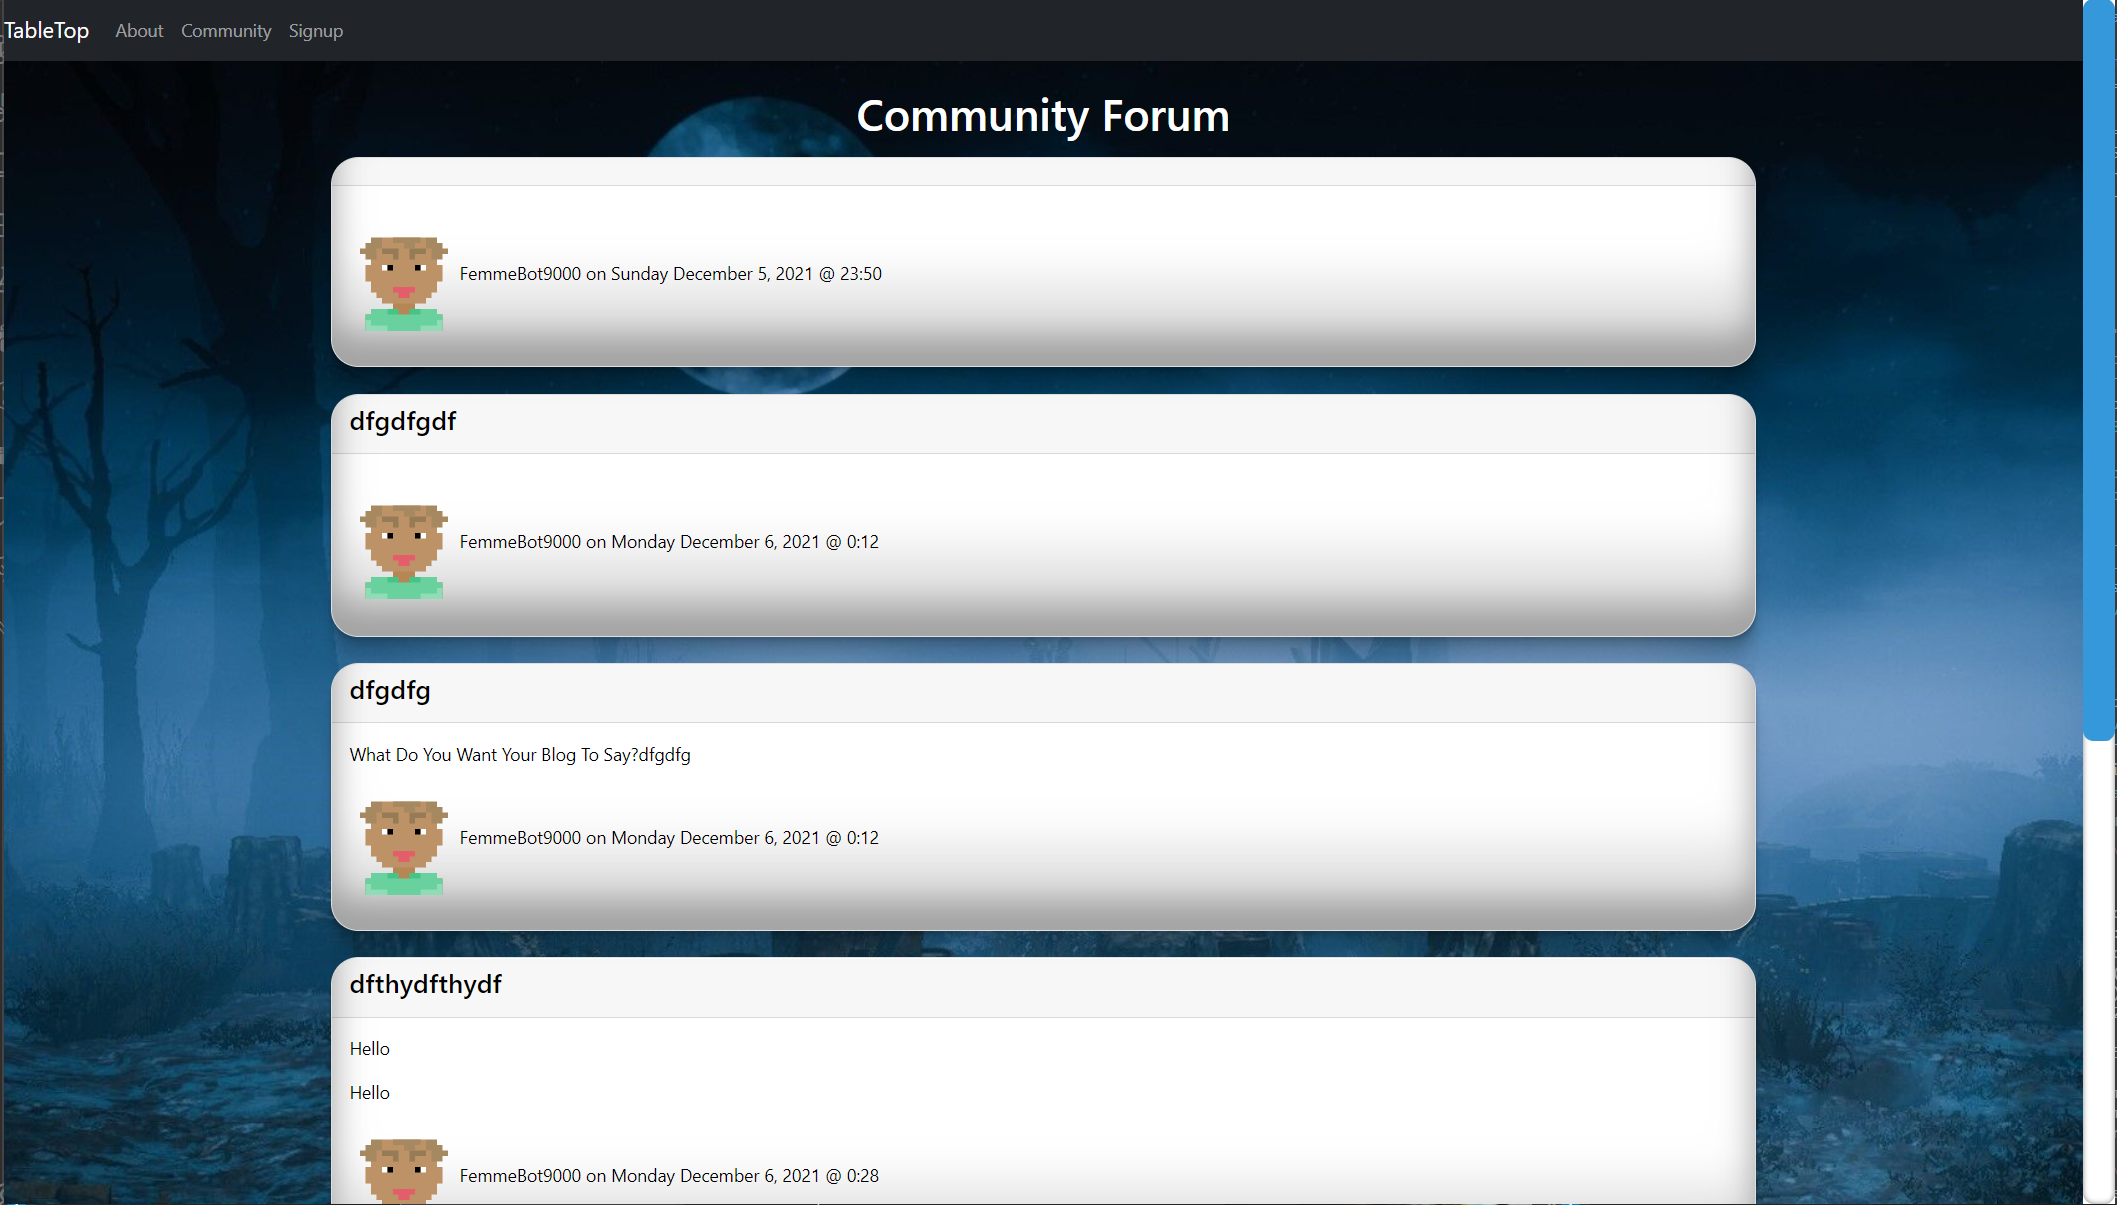 TableTop About Community Signup
Community Forum
FemmeBot9000 on Sunday December 5, 2021 @ 23:50
dfgdfgdf
FemmeBot9000 on Monday December 6, 2021 @ 0:12
dfgdfg
What Do You Want Your Blog To Say?dfgdfg
FemmeBot9000 on Monday December 6, 2021 @ 0:12
dfthydfthydf
Hello
Hello
FemmeBot9000 on Monday December 6, 2021 @ 0:28